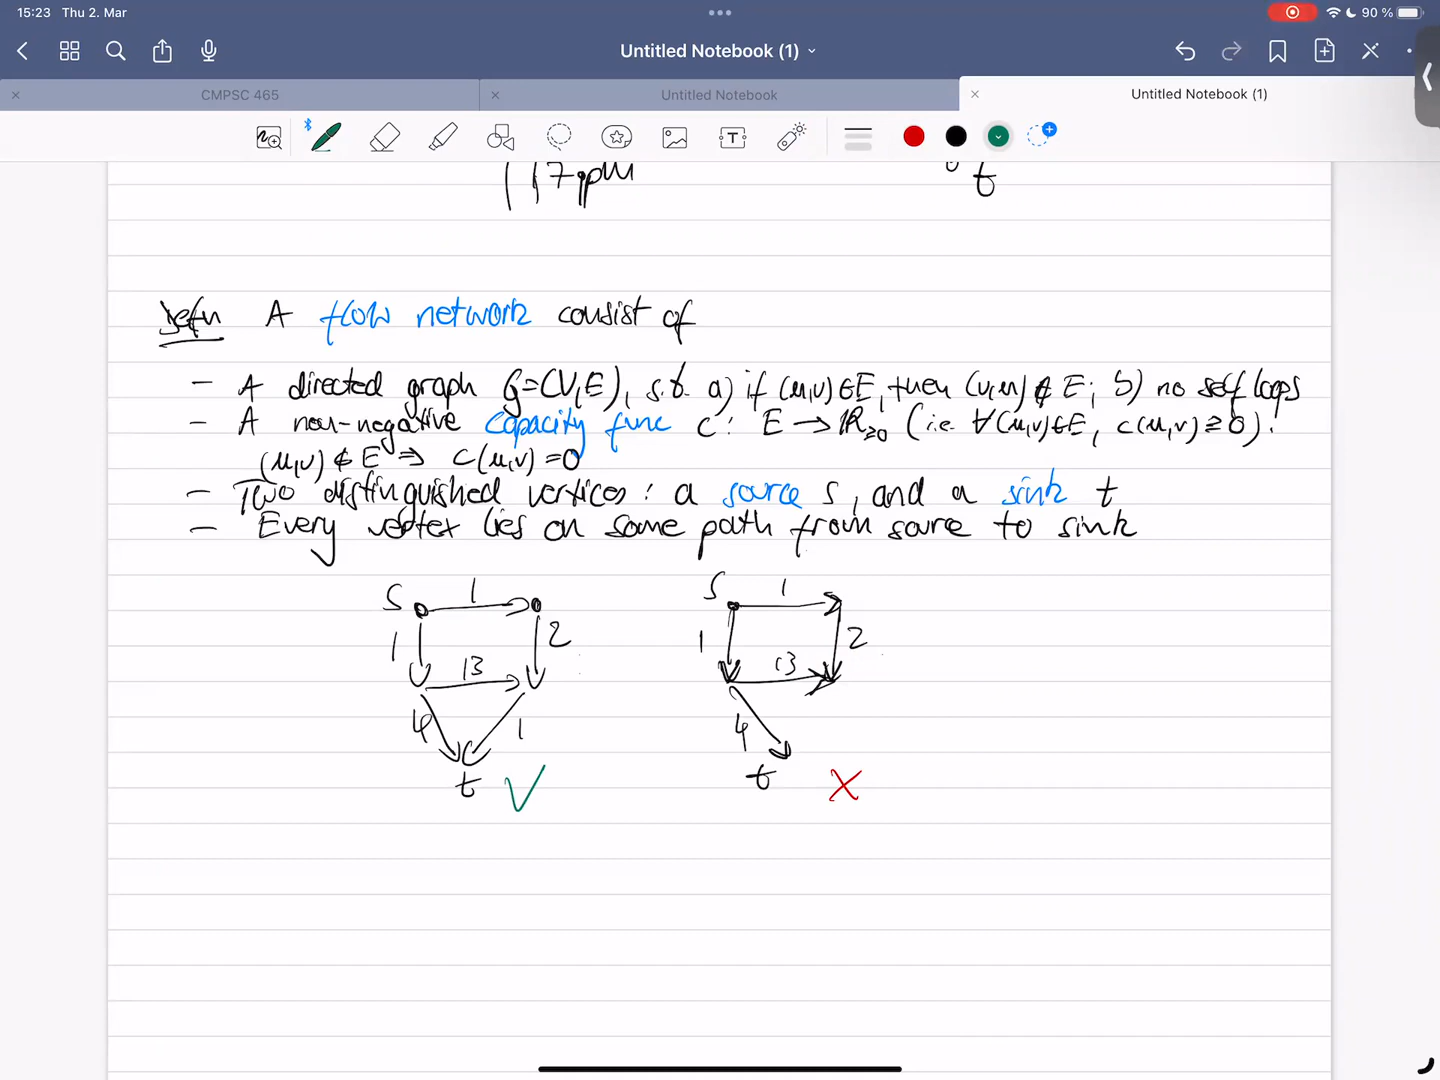 15:23 Thu 2. Mar
90 %
Untitled Notebook (1)
CMPSC 465
Untitled Notebook
Untitled Notebook (1)
117 gpm
t
Defn A flow network consist of
- A directed graph G=(V,E), s.t. a) if (u,v)∈E, then (v,u)∉E; b) no self loops
- A non-negative capacity func c: E → ℝ≥0 (i.e. ∀(u,v)∈E, c(u,v) ≥ 0).
(u,v) ∉ E ⇒ c(u,v) = 0
- Two distinguished vertices: a source s, and a sink t
- Every vertex lies on some path from source to sink
S 1 S 1
1 2 1 2
13 13
4 1 4
t t